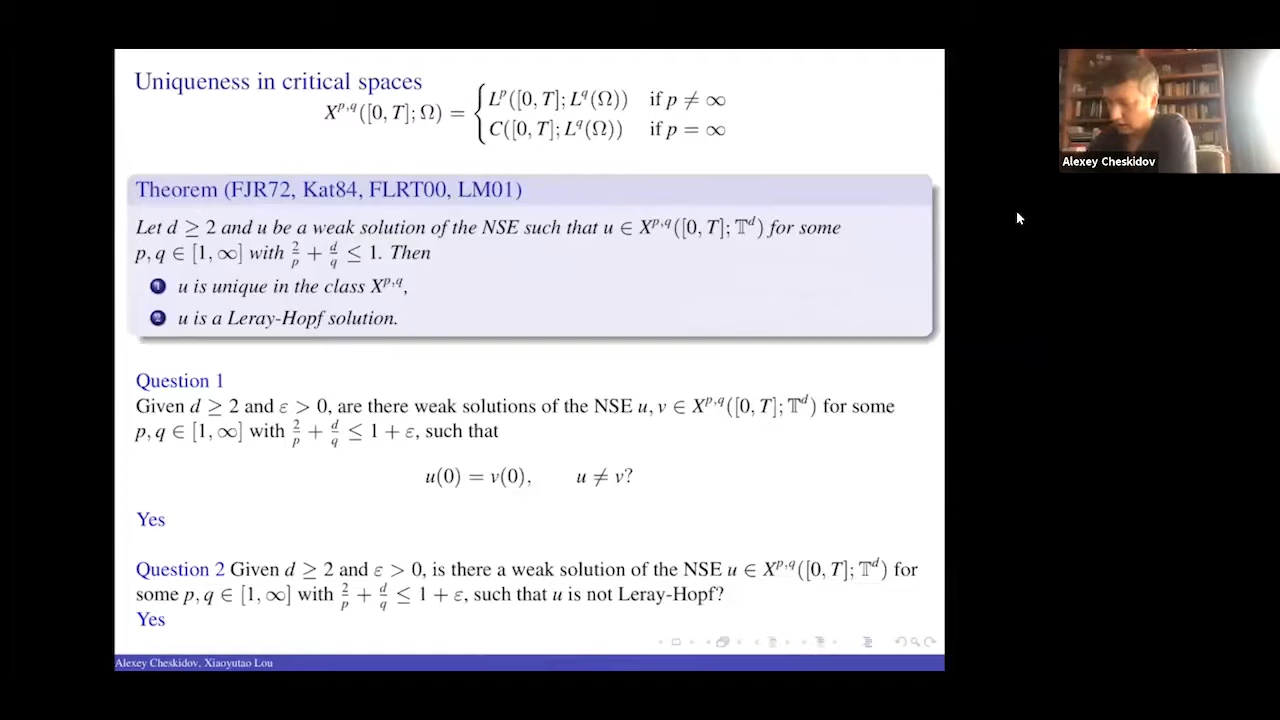 Uniqueness in critical spaces
X^{p,q}([0, T]; Ω) = { L^p([0, T]; L^q(Ω)) if p ≠ ∞
C([0, T]; L^q(Ω)) if p = ∞
Theorem (FJR72, Kat84, FLRT00, LM01)
Let d ≥ 2 and u be a weak solution of the NSE such that u ∈ X^{p,q}([0, T]; 𝕋^d) for some
p, q ∈ [1, ∞] with 2/p + d/q ≤ 1. Then
1 u is unique in the class X^{p,q},
2 u is a Leray-Hopf solution.
Question 1
Given d ≥ 2 and ε > 0, are there weak solutions of the NSE u, v ∈ X^{p,q}([0, T]; 𝕋^d) for some
p, q ∈ [1, ∞] with 2/p + d/q ≤ 1 + ε, such that
u(0) = v(0), u ≠ v?
Yes
Question 2 Given d ≥ 2 and ε > 0, is there a weak solution of the NSE u ∈ X^{p,q}([0, T]; 𝕋^d) for
some p, q ∈ [1, ∞] with 2/p + d/q ≤ 1 + ε, such that u is not Leray-Hopf?
Yes
Alexey Cheskidov, Xiaoyutao Lou
Alexey Cheskidov